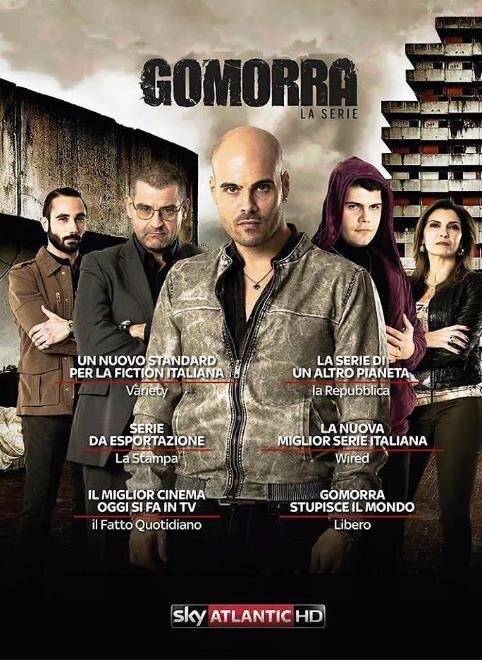 GOMORRA
LA SERIE
UN NUOVO STANDARD
PER LA FICTION ITALIANA
Variety
LA SERIE DI
UN ALTRO PIANETA
la Repubblica
SERIE
DA ESPORTAZIONE
La Stampa
LA NUOVA
MIGLIOR SERIE ITALIANA
Wired
IL MIGLIOR CINEMA
OGGI SI FA IN TV
il Fatto Quotidiano
GOMORRA
STUPISCE IL MONDO
Libero
sky ATLANTIC HD